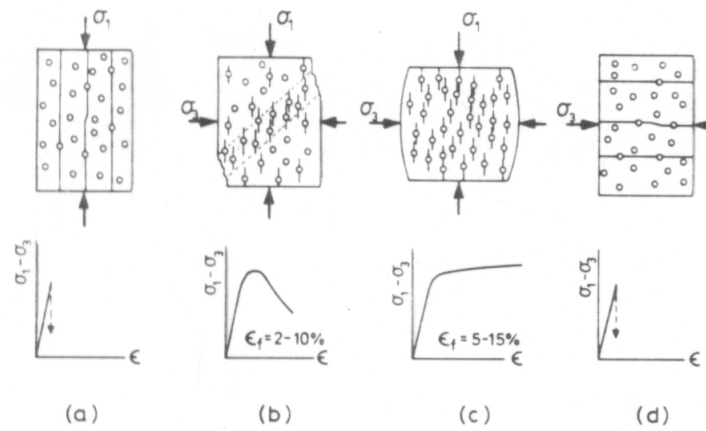 σ₁ σ₁ σ₁
σ₃ σ₃ σ₃
σ₁-σ₃ σ₁-σ₃ σ₁-σ₃ σ₁-σ₃
ϵf=2-10% ϵf=5-15%
ϵ ϵ ϵ ϵ
(a) (b) (c) (d)